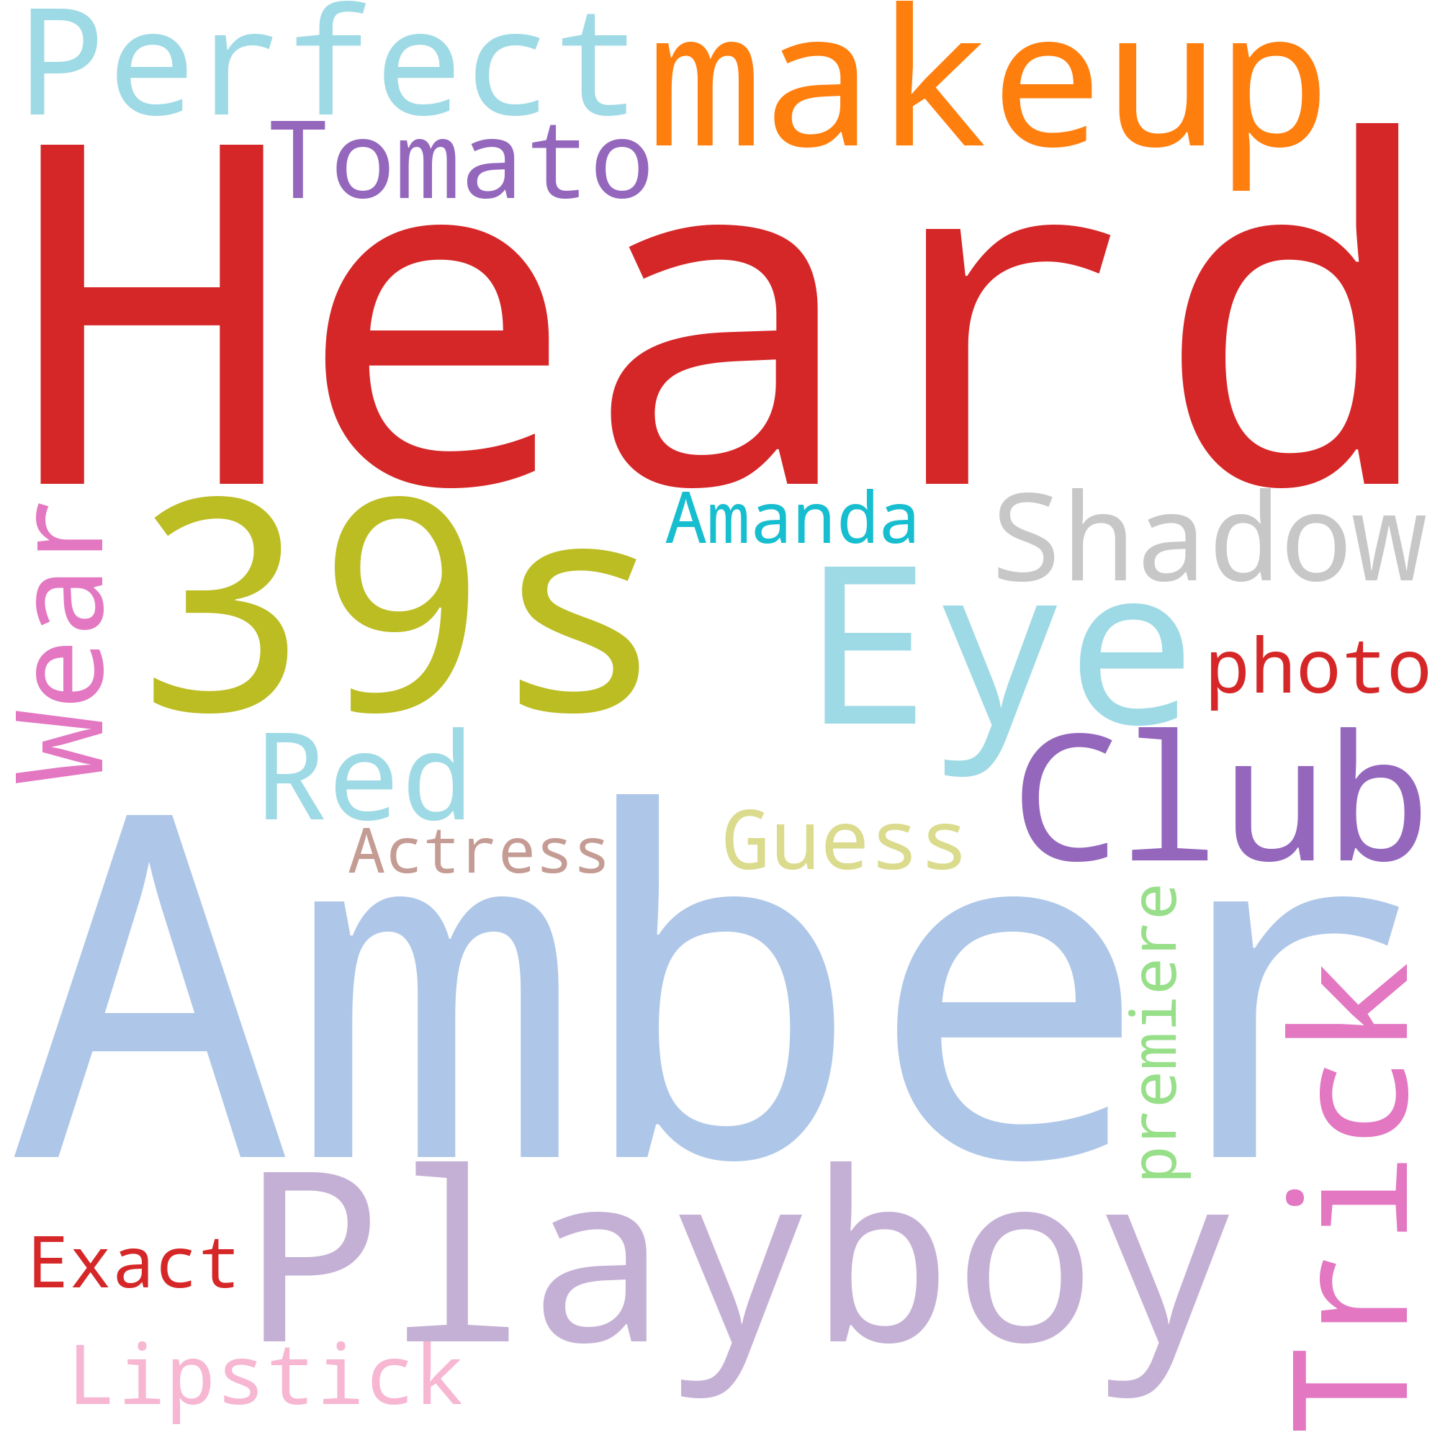 Perfect
makeup
Tomato
Heard
Wear
39s
Amanda
Shadow
Eye
photo
Red
Club
Actress
Guess
Amber
premiere
Trick
Playboy
Exact
Lipstick